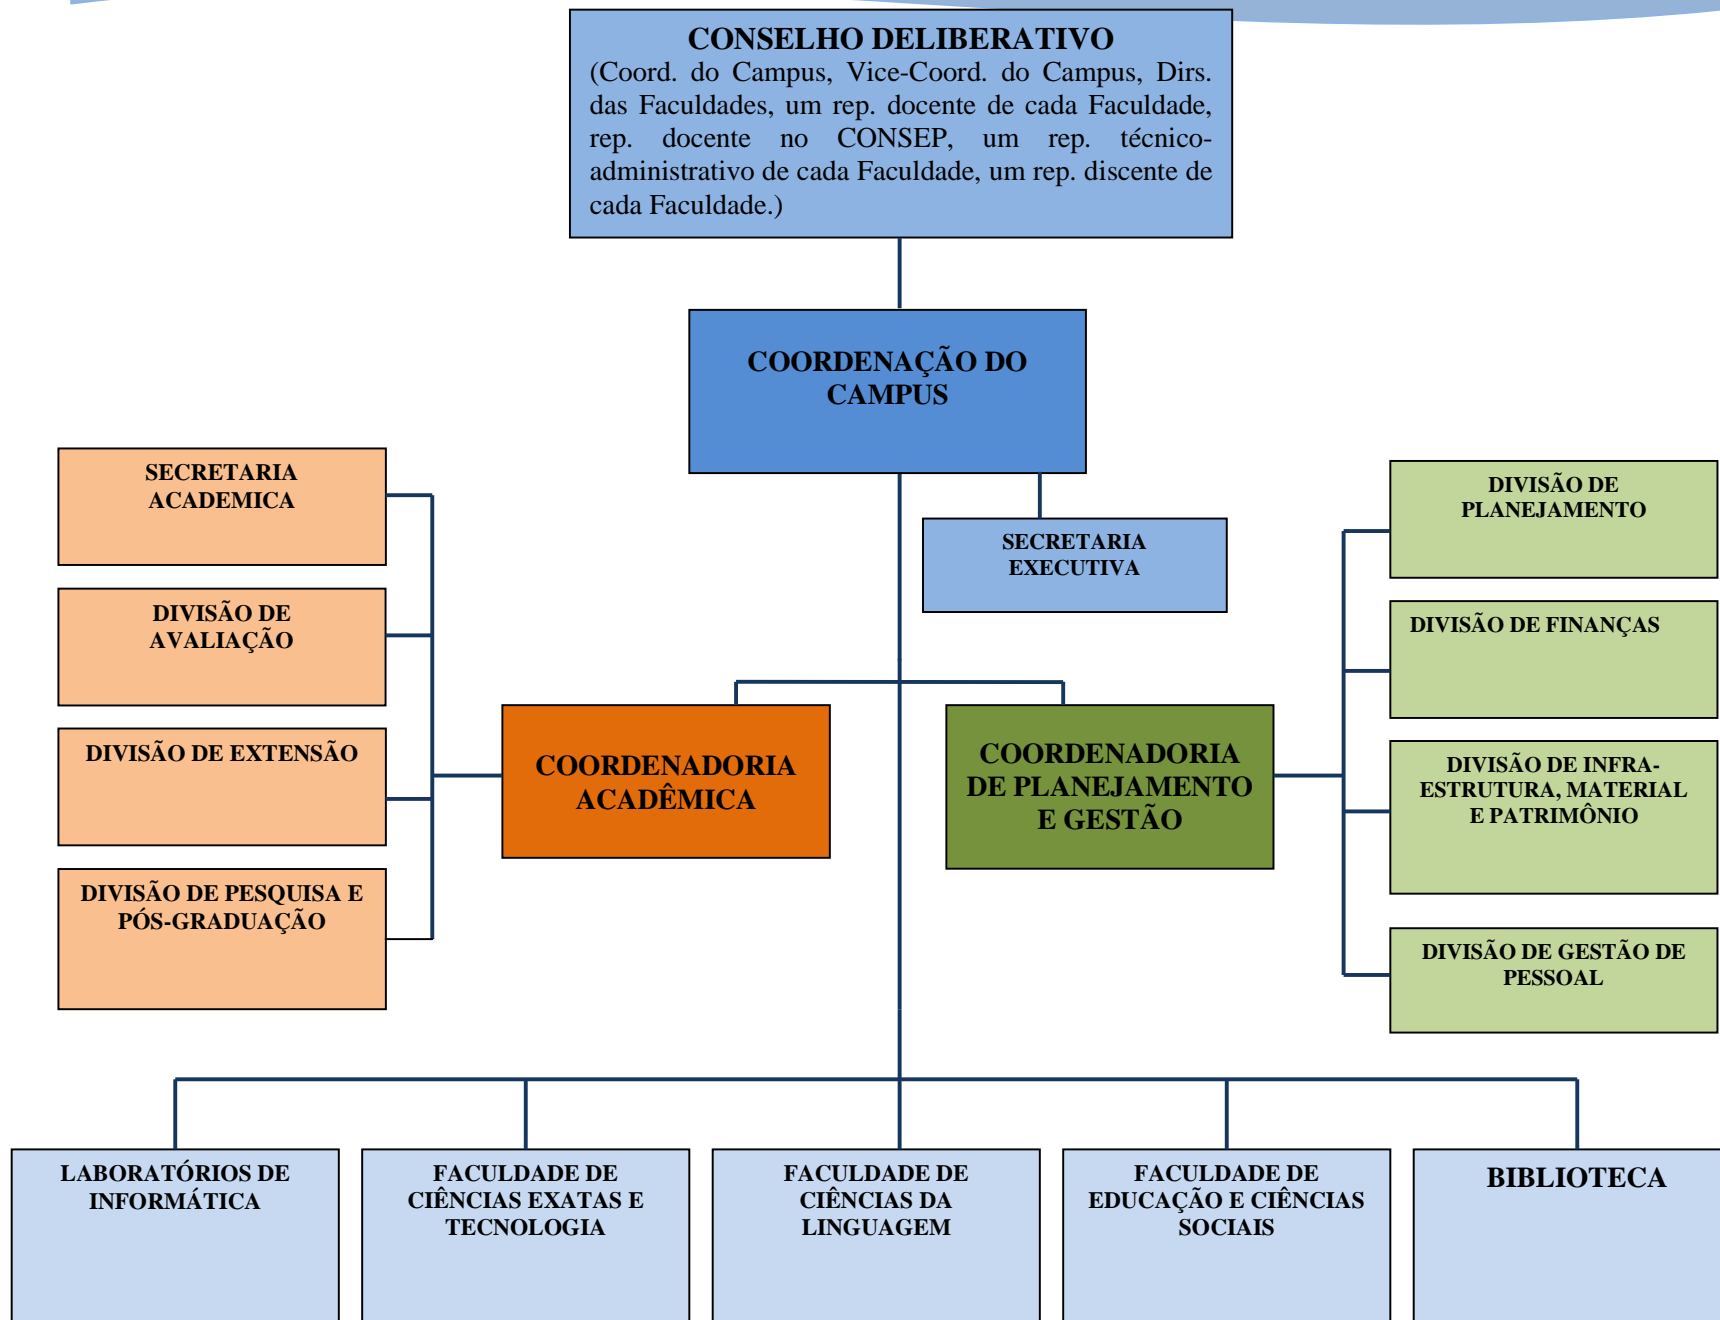 CONSELHO DELIBERATIVO
(Coord. do Campus, Vice-Coord. do Campus, Dirs.
das Faculdades, um rep. docente de cada Faculdade,
rep. docente no CONSEP, um rep. técnico-
administrativo de cada Faculdade, um rep. discente de
cada Faculdade.)
COORDENAÇÃO DO
CAMPUS
SECRETARIA
EXECUTIVA
SECRETARIA
ACADEMICA
DIVISÃO DE
AVALIAÇÃO
DIVISÃO DE EXTENSÃO
DIVISÃO DE PESQUISA E
PÓS-GRADUAÇÃO
COORDENADORIA
ACADÊMICA
COORDENADORIA
DE PLANEJAMENTO
E GESTÃO
DIVISÃO DE
PLANEJAMENTO
DIVISÃO DE FINANÇAS
DIVISÃO DE INFRA-
ESTRUTURA, MATERIAL
E PATRIMÔNIO
DIVISÃO DE GESTÃO DE
PESSOAL
LABORATÓRIOS DE
INFORMÁTICA
FACULDADE DE
CIÊNCIAS EXATAS E
TECNOLOGIA
FACULDADE DE
CIÊNCIAS DA
LINGUAGEM
FACULDADE DE
EDUCAÇÃO E CIÊNCIAS
SOCIAIS
BIBLIOTECA